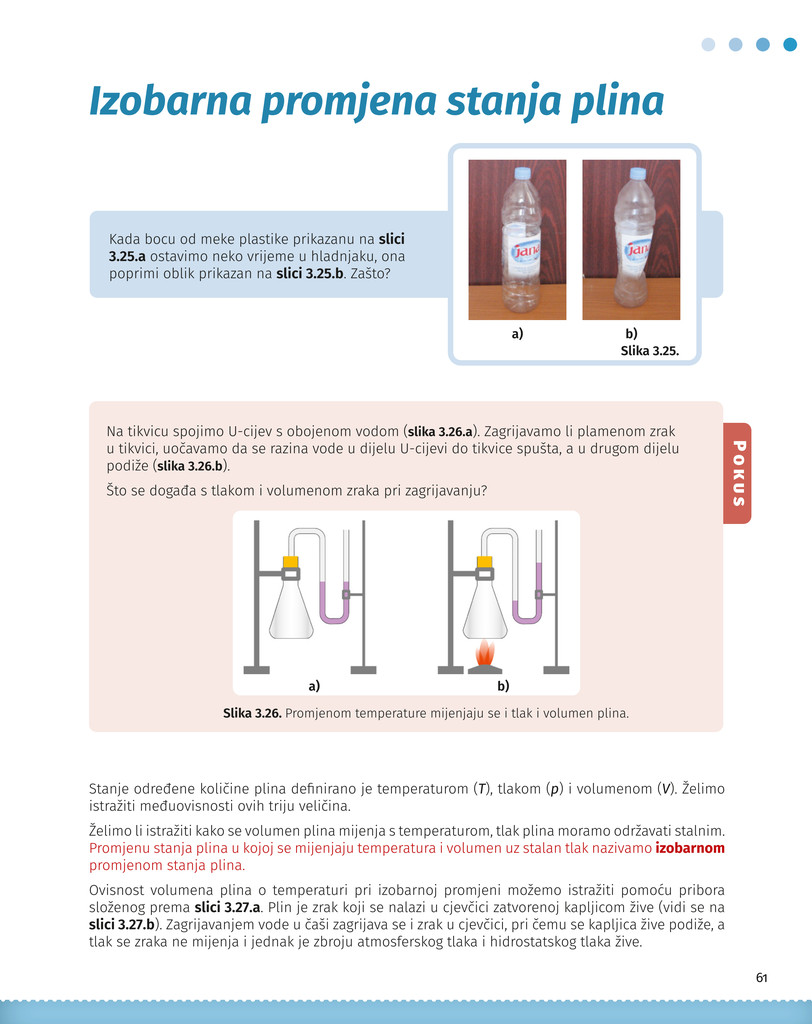 Izobarna promjena stanja plina
Kada bocu od meke plastike prikazanu na slici
3.25.a ostavimo neko vrijeme u hladnjaku, ona
poprimi oblik prikazan na slici 3.25.b. Zašto?
jana
jana
a)
b)
Slika 3.25.
Na tikvicu spojimo U-cijev s obojenom vodom (slika 3.26.a). Zagrijavamo li plamenom zrak
u tikvici, uočavamo da se razina vode u dijelu U-cijevi do tikvice spušta, a u drugom dijelu
podiže (slika 3.26.b).
Što se događa s tlakom i volumenom zraka pri zagrijavanju?
POKUS
a)
b)
Slika 3.26. Promjenom temperature mijenjaju se i tlak i volumen plina.
Stanje određene količine plina definirano je temperaturom (T), tlakom (p) i volumenom (V). Želimo
istražiti međuovisnosti ovih triju veličina.
Želimo li istražiti kako se volumen plina mijenja s temperaturom, tlak plina moramo održavati stalnim.
Promjenu stanja plina u kojoj se mijenjaju temperatura i volumen uz stalan tlak nazivamo izobarnom
promjenom stanja plina.
Ovisnost volumena plina o temperaturi pri izobarnoj promjeni možemo istražiti pomoću pribora
složenog prema slici 3.27.a. Plin je zrak koji se nalazi u cjevčici zatvorenoj kapljicom žive (vidi se na
slici 3.27.b). Zagrijavanjem vode u čaši zagrijava se i zrak u cjevčici, pri čemu se kapljica žive podiže, a
tlak se zraka ne mijenja i jednak je zbroju atmosferskog tlaka i hidrostatskog tlaka žive.
61